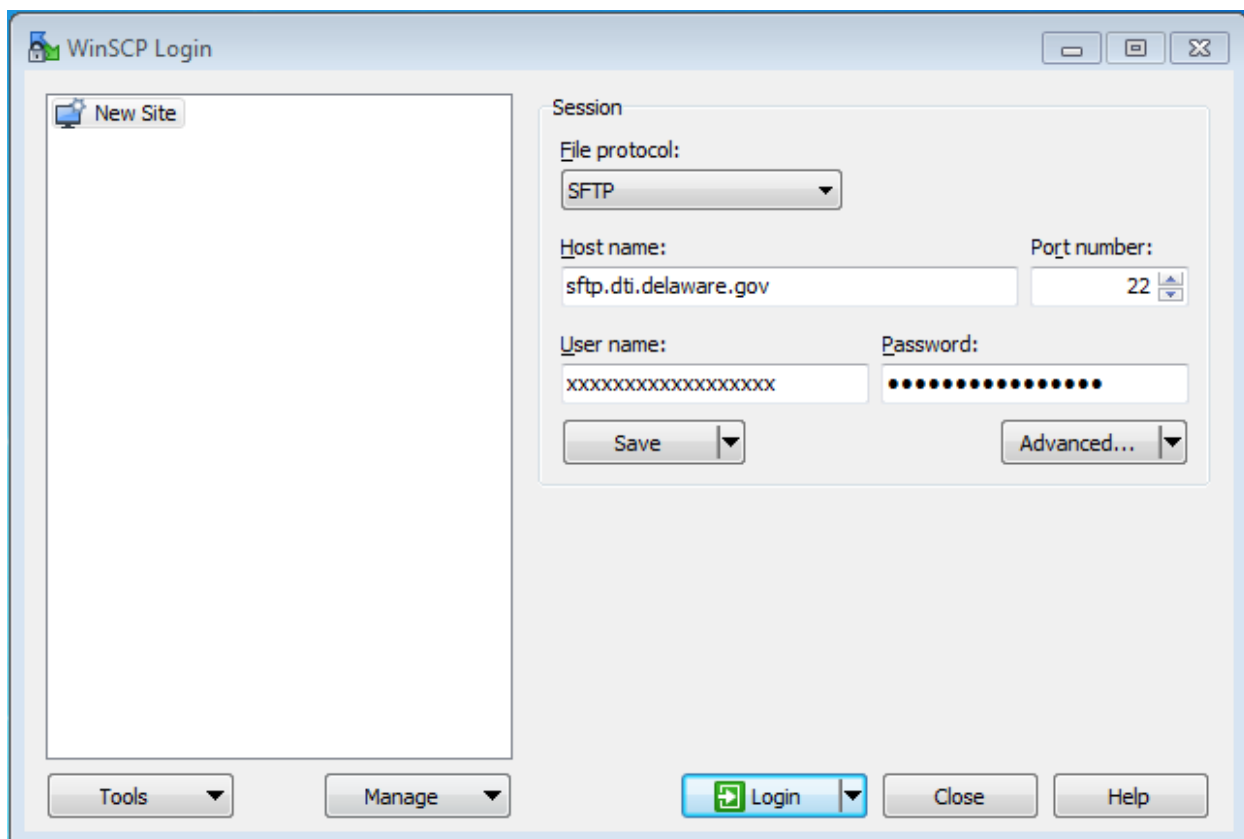 WinSCP Login
New Site
Session
File protocol:
SFTP
Host name:
Port number:
sftp.dti.delaware.gov
22
User name:
Password:
xxxxxxxxxxxxxxxxxx
••••••••••••••••
Save
Advanced...
Tools
Manage
Login
Close
Help